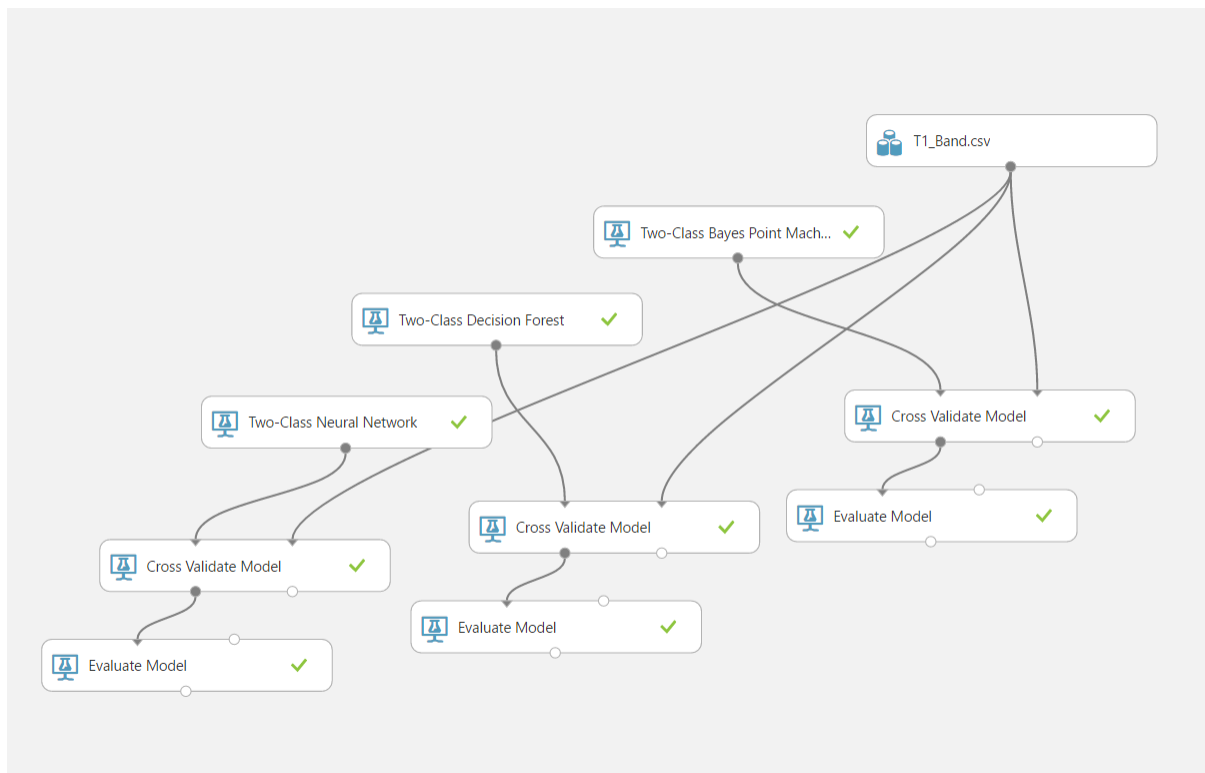 T1_Band.csv
Two-Class Bayes Point Mach...
Two-Class Decision Forest
Two-Class Neural Network
Cross Validate Model
Evaluate Model
Cross Validate Model
Cross Validate Model
Evaluate Model
Evaluate Model